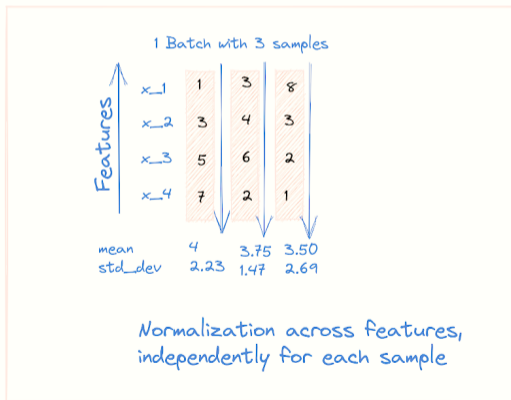 1 Batch with 3 samples
Features
x_1 1 3 8
x_2 3 4 3
x_3 5 6 2
x_4 7 2 1
mean 4 3.75 3.50
std_dev 2.23 1.47 2.69
Normalization across features,
independently for each sample